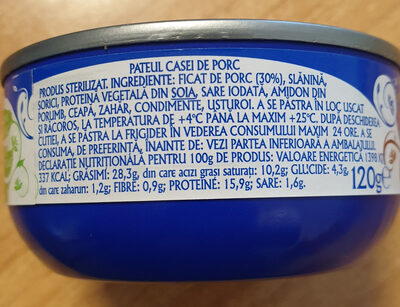 PATEUL CASEI DE PORC
PRODUS STERILIZAT. INGREDIENTE: FICAT DE PORC (30%), SLĂNINĂ,
SORICI, PROTEINĂ VEGETALĂ DIN SOIA, SARE IODATĂ, AMIDON DIN
PORUMB, CEAPĂ, ZAHĂR, CONDIMENTE, USTUROI. A SE PĂSTRA ÎN LOC USCAT
ȘI RĂCOROS, LA TEMPERATURA DE +4°C PÂNĂ LA MAXIM +25°C. DUPĂ DESCHIDEREA
CUTIEI, A SE PĂSTRA LA FRIGIDER ÎN VEDEREA CONSUMULUI MAXIM 24 ORE. A SE
CONSUMA, DE PREFERINȚĂ, ÎNAINTE DE: VEZI PARTEA INFERIOARĂ A AMBALAJULUI.
DECLARAȚIE NUTRIȚIONALĂ PENTRU 100g DE PRODUS: VALOARE ENERGETICĂ 1398 KJ
337 KCAL; GRĂSIMI: 28,3g, din care acizi grași saturați: 10,2g; GLUCIDE: 4,3g,
din care zaharuri: 1,2g; FIBRE: 0,9g; PROTEINE: 15,9g; SARE: 1,6g.
120g